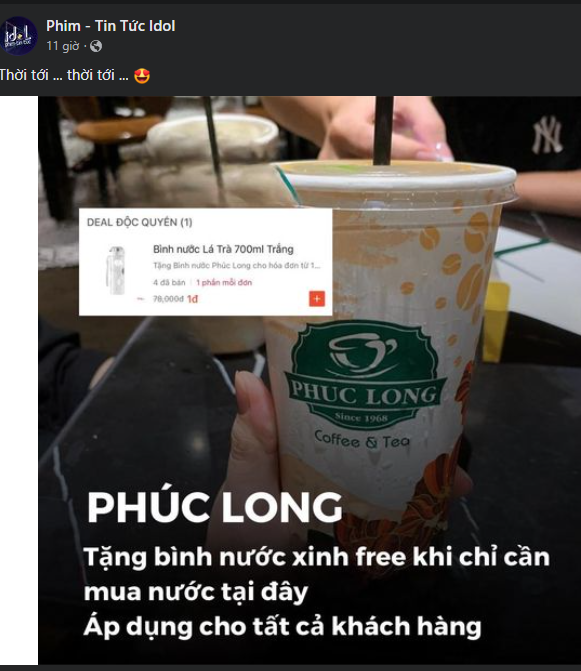 Phim - Tin Tức Idol
11 giờ ·
Thời tới ... thời tới ...
NY
DEAL ĐỘC QUYỀN (1)
Bình nước Lá Trà 700ml Trắng
Tặng Bình nước Phúc Long cho hóa đơn từ 1...
4 đã bán | 1 phần mỗi đơn
78,000đ 1đ
+
PHUC LONG
Since 1968
Coffee & Tea
PHÚC LONG
Tặng bình nước xinh free khi chỉ cần
mua nước tại đây
Áp dụng cho tất cả khách hàng